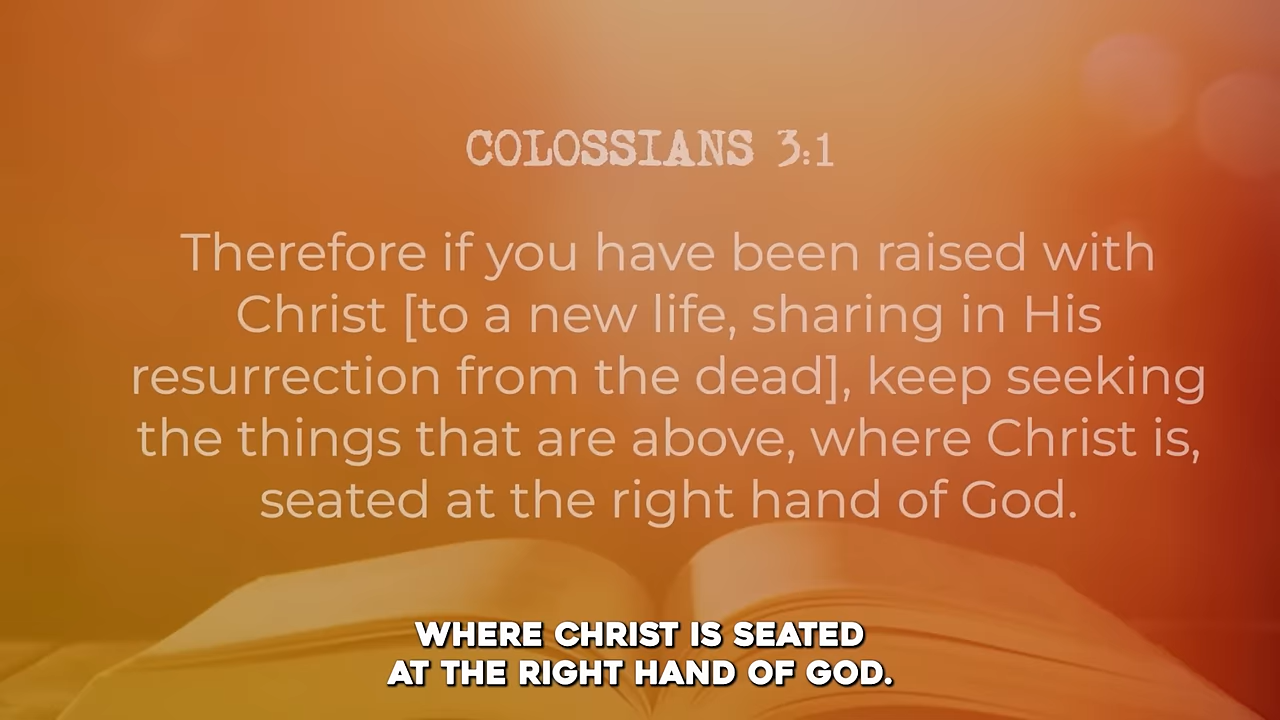 COLOSSIANS 3:1
Therefore if you have been raised with
Christ [to a new life, sharing in His
resurrection from the dead], keep seeking
the things that are above, where Christ is,
seated at the right hand of God.
WHERE CHRIST IS SEATED
AT THE RIGHT HAND OF GOD.